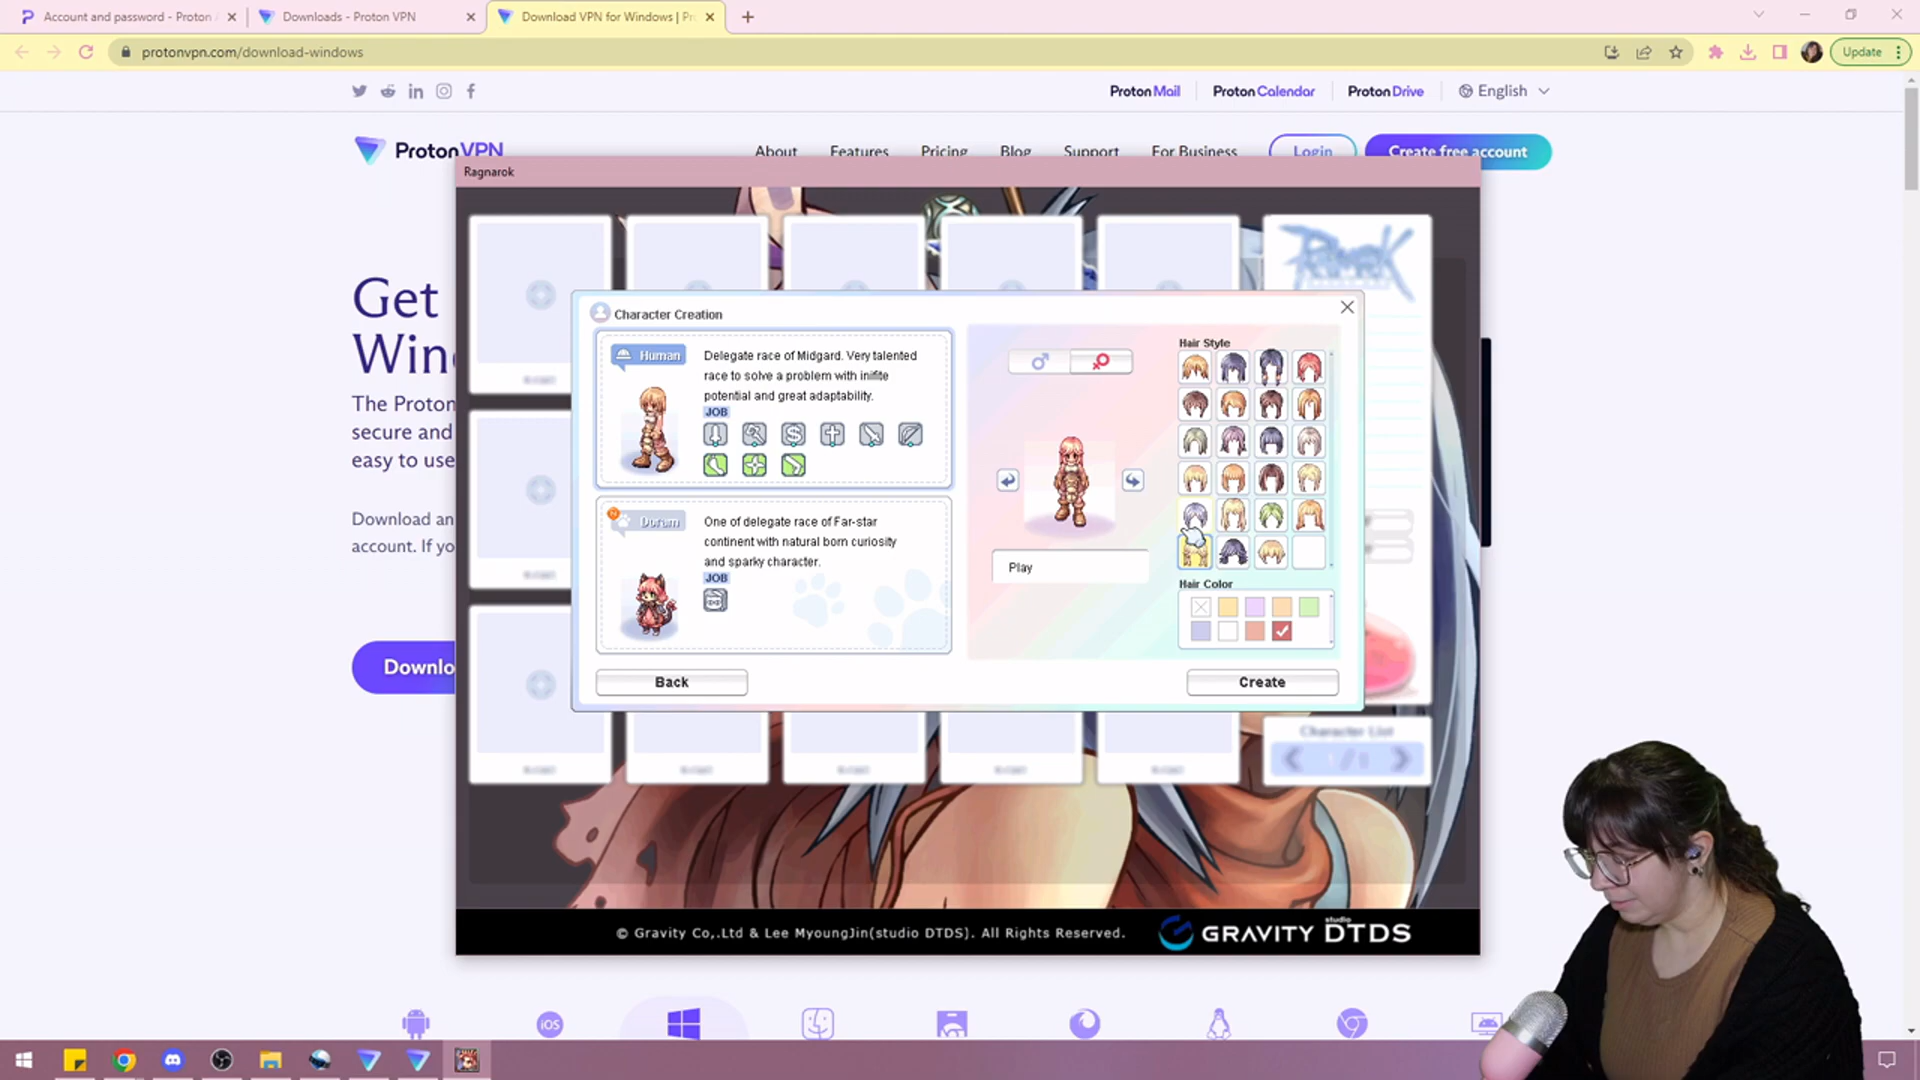 Account and password - Proton
Downloads - Proton VPN
Download VPN for Windows | Pr
protonvpn.com/download-windows
Update
Proton Mail
Proton Calendar
Proton Drive
English
ProtonVPN
About
Features
Pricing
Blog
Support
For Business
Login
Create free account
Ragnarok
Get
The Proton
secure and
easy to use
Download an
account. If yo
Downlo
Character Creation
Human
Delegate race of Midgard. Very talented
race to solve a problem with inifite
potential and great adaptability.
JOB
Doram
One of delegate race of Far-star
continent with natural born curiosity
and sparky character.
JOB
Play
Hair Style
Hair Color
Back
Create
Character List
© Gravity Co,.Ltd & Lee MyoungJin(studio DTDS). All Rights Reserved.
GRAVITY
studio
DTDS
iOS